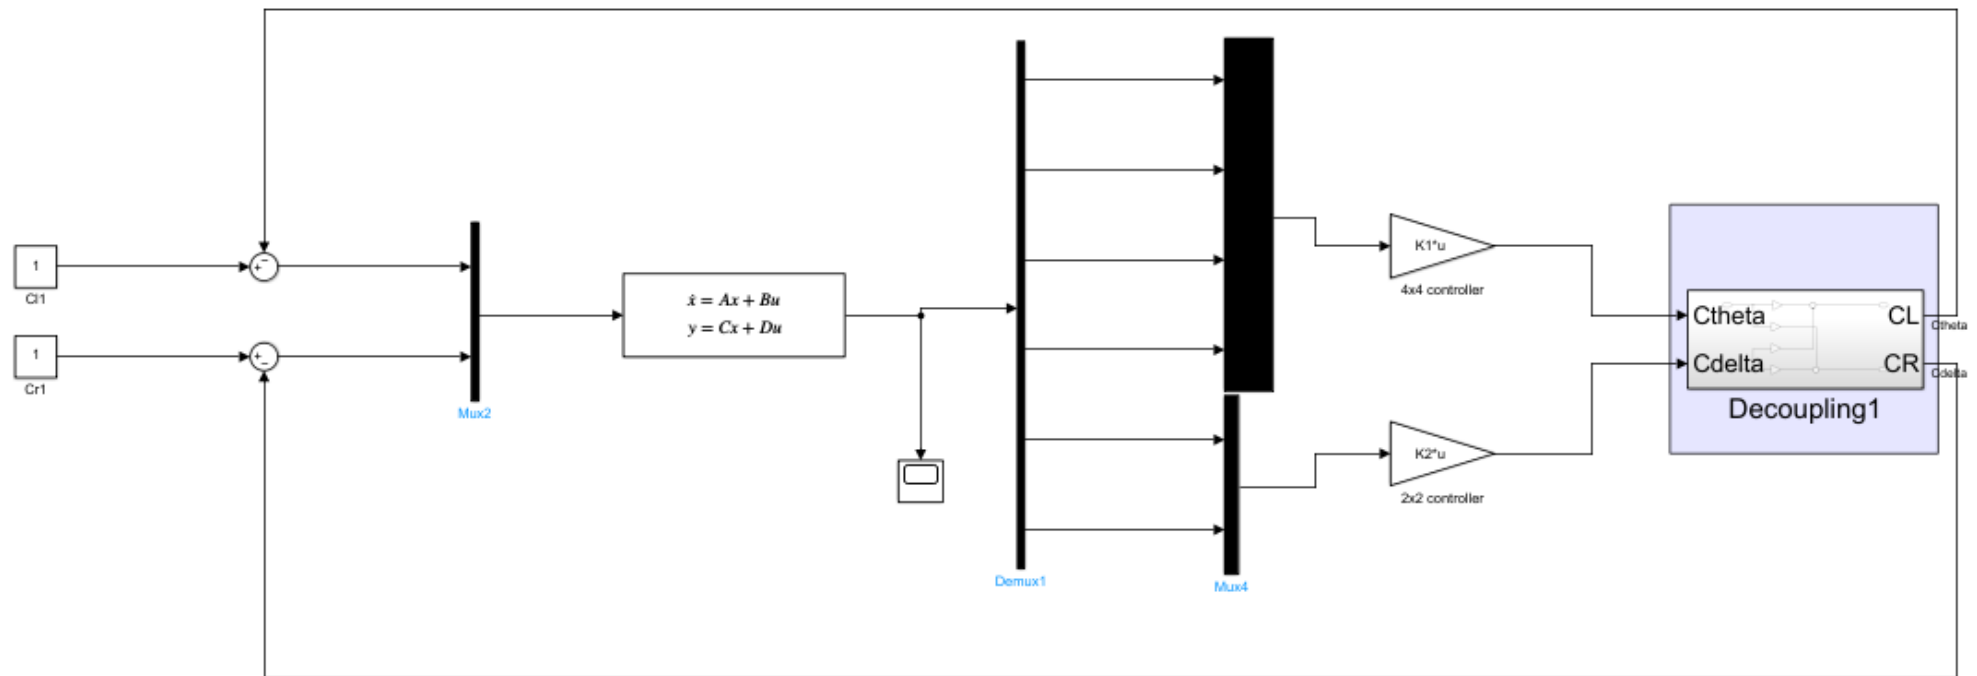 1
Cl1
1
Cr1
+
−
+
−
Mux2
ẋ = Ax + Bu
y = Cx + Du
Demux1
Mux4
K1*u
4x4 controller
K2*u
2x2 controller
Ctheta
CL
Ctheta
Cdelta
CR
Cdelta
Decoupling1